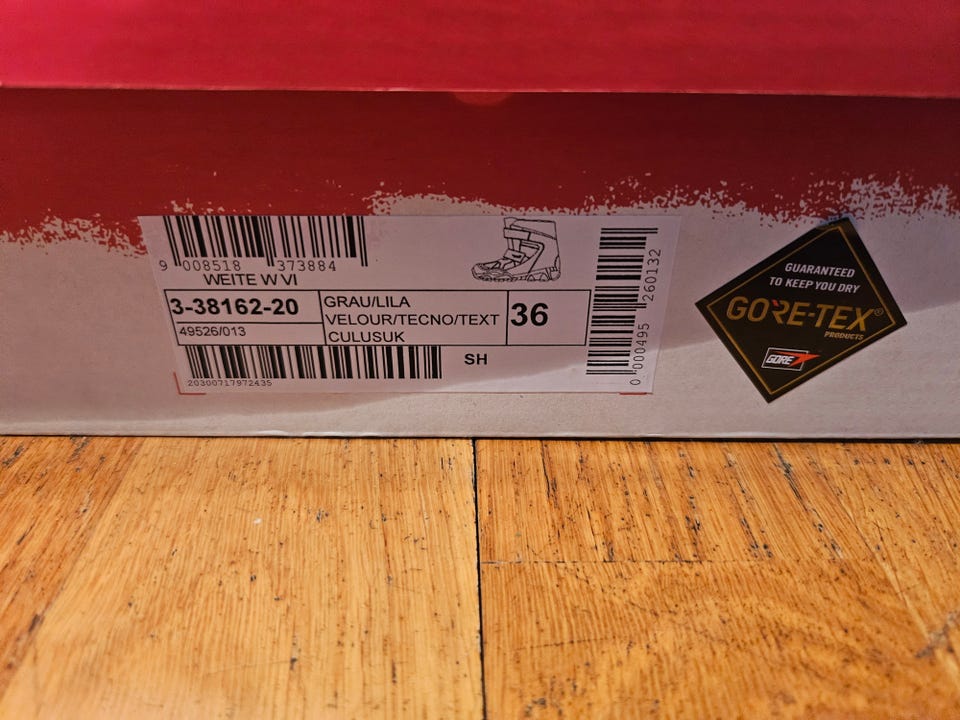 9 008518 373884
WEITE W VI
3-38162-20
49526/013
GRAU/LILA
VELOUR/TECNO/TEXT
CULUSUK
36
SH
20300717972435
0 000495 260132
GUARANTEED
TO KEEP YOU DRY
GORE-TEX®
PRODUCTS
GORE